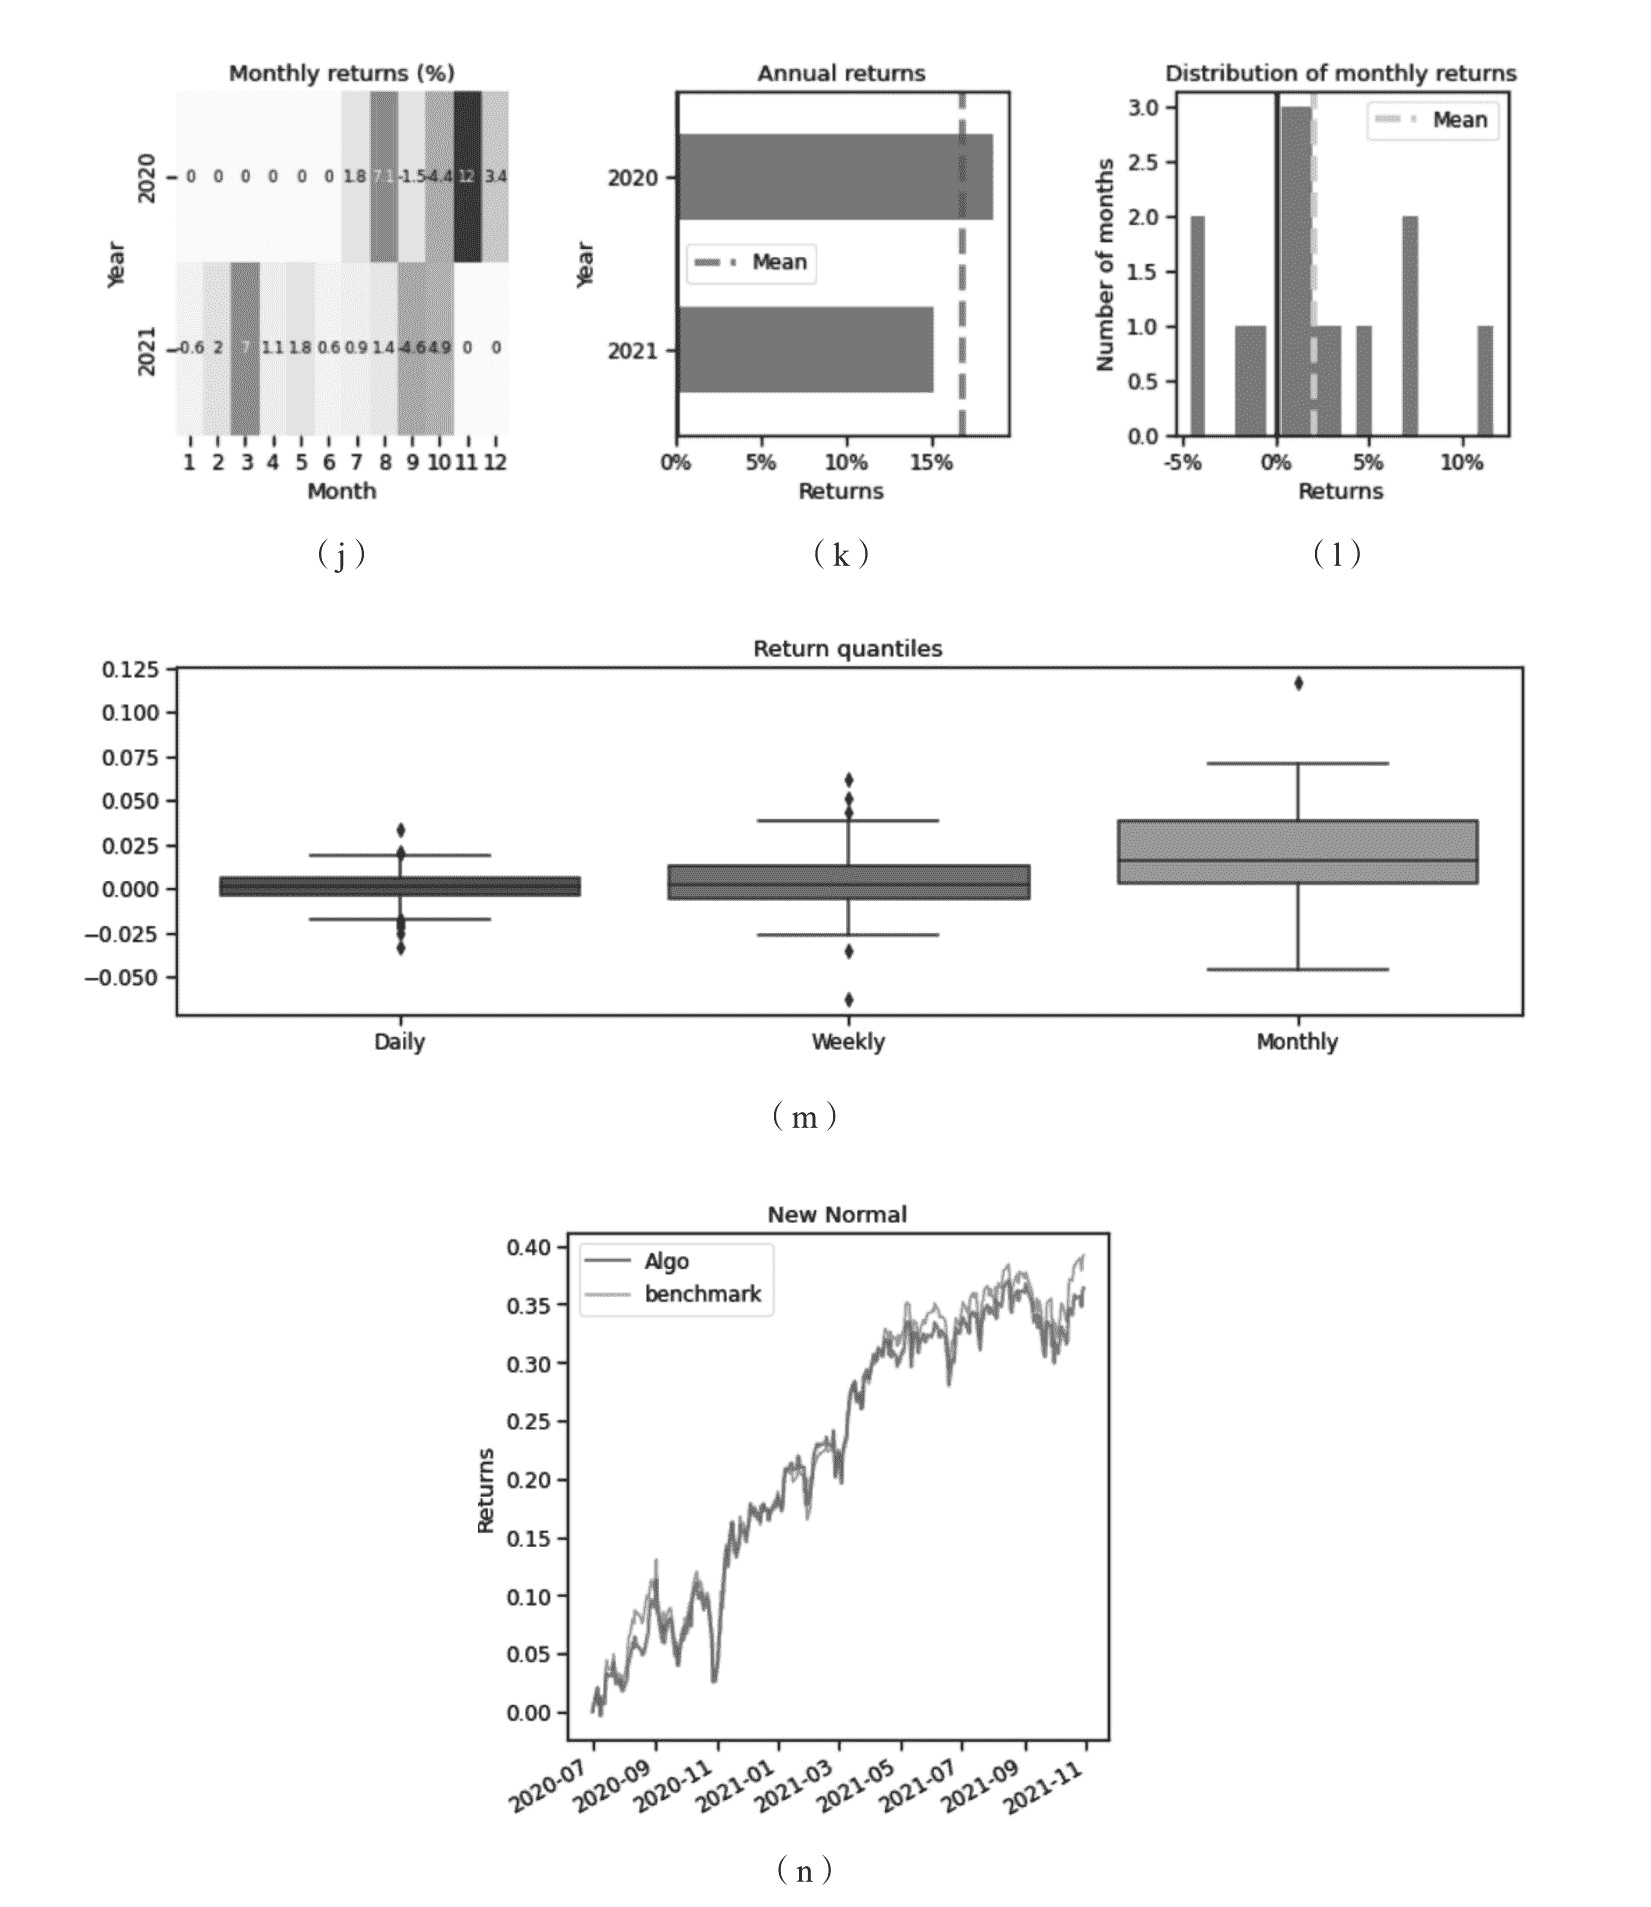 Monthly returns (%)
2020
0 0 0 0 0 0 1.8 7.1 -1.5 -4.4 12 3.4
Year
2021
-0.6 2 7 1.1 1.8 0.6 0.9 1.4 -4.6 4.9 0 0
1 2 3 4 5 6 7 8 9 10 11 12
Month
(j)
Annual returns
2020
Year
Mean
2021
0% 5% 10% 15%
Returns
(k)
Distribution of monthly returns
Mean
3.0
2.5
2.0
1.5
1.0
0.5
0.0
Number of months
-5% 0% 5% 10%
Returns
(l)
Return quantiles
0.125
0.100
0.075
0.050
0.025
0.000
−0.025
−0.050
Daily Weekly Monthly
(m)
New Normal
Algo
benchmark
0.40
0.35
0.30
0.25
0.20
0.15
0.10
0.05
0.00
Returns
2020-07 2020-09 2020-11 2021-01 2021-03 2021-05 2021-07 2021-09 2021-11
(n)